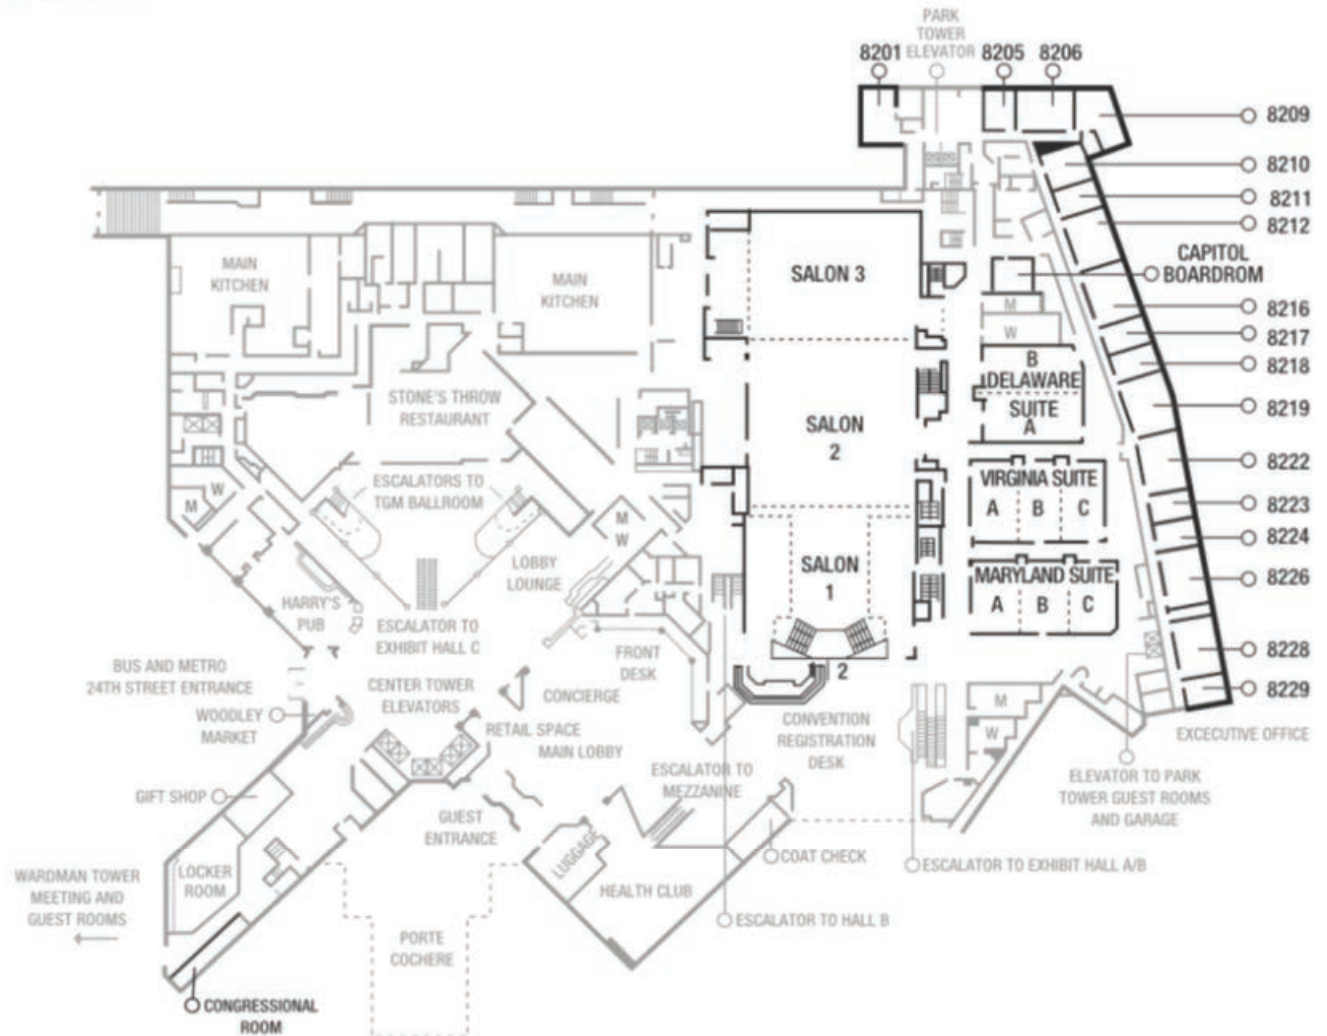 PARK
TOWER
ELEVATOR
8201
8205
8206
8209
8210
8211
8212
CAPITOL
BOARDROM
8216
8217
8218
8219
8222
8223
8224
8226
8228
8229
EXCECUTIVE OFFICE
MAIN
KITCHEN
MAIN
KITCHEN
SALON 3
M
W
B
DELAWARE
SUITE
A
STONE'S THROW
RESTAURANT
SALON
2
VIRGINIA SUITE
A B C
ESCALATORS TO
TGM BALLROOM
W
M
M
W
LOBBY
LOUNGE
SALON
1
MARYLAND SUITE
A B C
HARRY'S
PUB
ESCALATOR TO
EXHIBIT HALL C
FRONT
DESK
1 2
BUS AND METRO
24TH STREET ENTRANCE
CENTER TOWER
ELEVATORS
CONCIERGE
WOODLEY
MARKET
RETAIL SPACE
MAIN LOBBY
CONVENTION
REGISTRATION
DESK
M
W
ESCALATOR TO
MEZZANINE
ELEVATOR TO PARK
TOWER GUEST ROOMS
AND GARAGE
GIFT SHOP
GUEST
ENTRANCE
LUGGAGE
COAT CHECK
ESCALATOR TO EXHIBIT HALL A/B
LOCKER
ROOM
WARDMAN TOWER
MEETING AND
GUEST ROOMS
HEALTH CLUB
ESCALATOR TO HALL B
PORTE
COCHERE
CONGRESSIONAL
ROOM